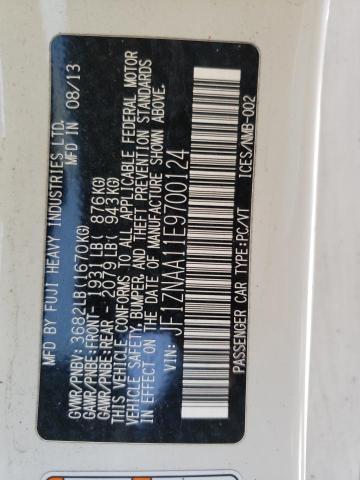 MFD BY FUJI HEAVY INDUSTRIES LTD. MFD IN 08/13
GVWR/PNBV: 3682LB(1670KG)
GAWR/PNBE:FRONT- 1931LB( 876KG)
GAWR/PNBE:REAR - 2079LB( 943KG)
THIS VEHICLE CONFORMS TO ALL APPLICABLE FEDERAL MOTOR
VEHICLE SAFETY, BUMPER, AND THEFT PREVENTION STANDARDS
IN EFFECT ON THE DATE OF MANUFACTURE SHOWN ABOVE.
VIN: JF1ZNAA11E9700124
ICES/NMB-002
PASSENGER CAR TYPE:PC/VT